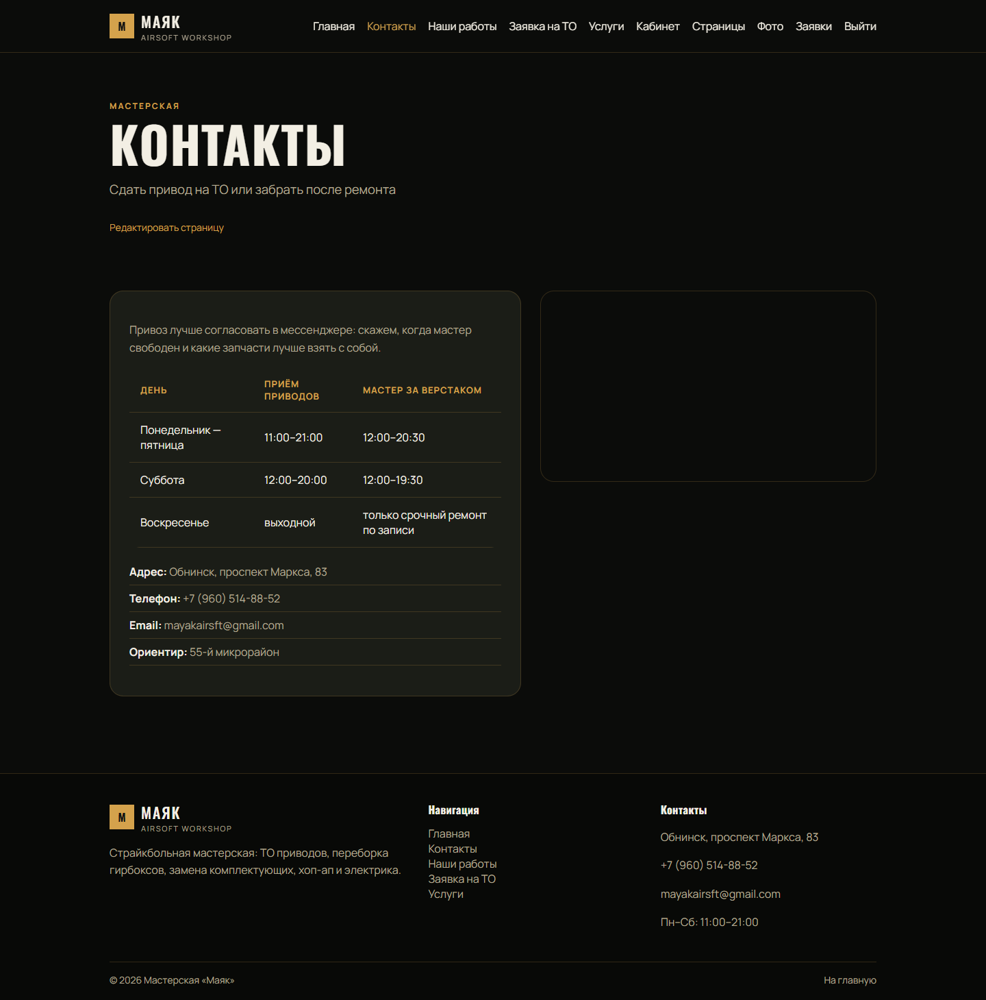 М МАЯК
AIRSOFT WORKSHOP
Главная Контакты Наши работы Заявка на ТО Услуги Кабинет Страницы Фото Заявки Выйти
МАСТЕРСКАЯ
КОНТАКТЫ
Сдать привод на ТО или забрать после ремонта
Редактировать страницу
Привоз лучше согласовать в мессенджере: скажем, когда мастер
свободен и какие запчасти лучше взять с собой.
ДЕНЬ ПРИЁМ ПРИВОДОВ МАСТЕР ЗА ВЕРСТАКОМ
Понедельник — пятница 11:00–21:00 12:00–20:30
Суббота 12:00–20:00 12:00–19:30
Воскресенье выходной только срочный ремонт по записи
Адрес: Обнинск, проспект Маркса, 83
Телефон: +7 (960) 514-88-52
Email: mayakairsft@gmail.com
Ориентир: 55-й микрорайон
М МАЯК
AIRSOFT WORKSHOP
Страйкбольная мастерская: ТО приводов, переборка
гирбоксов, замена комплектующих, хоп-ап и электрика.
Навигация
Главная
Контакты
Наши работы
Заявка на ТО
Услуги
Контакты
Обнинск, проспект Маркса, 83
+7 (960) 514-88-52
mayakairsft@gmail.com
Пн–Сб: 11:00–21:00
© 2026 Мастерская «Маяк»
На главную